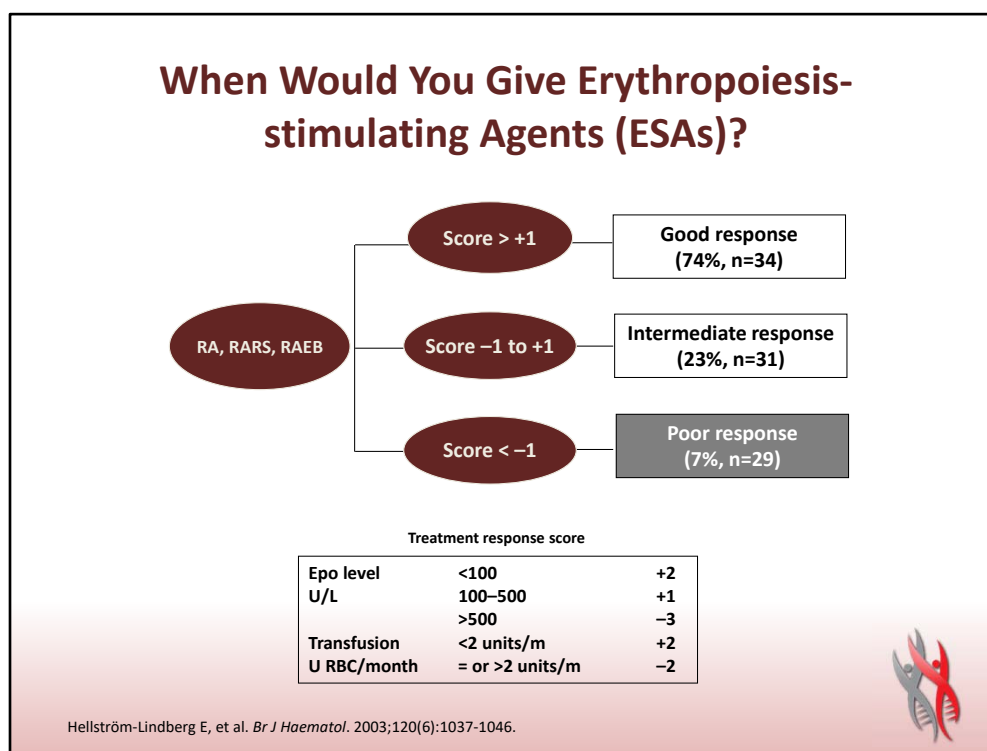 When Would You Give Erythropoiesis-
stimulating Agents (ESAs)?
RA, RARS, RAEB
Score > +1
Good response
(74%, n=34)
Score –1 to +1
Intermediate response
(23%, n=31)
Score < –1
Poor response
(7%, n=29)
Treatment response score
Epo level <100 +2
U/L 100–500 +1
>500 –3
Transfusion <2 units/m +2
U RBC/month = or >2 units/m –2
Hellström-Lindberg E, et al. Br J Haematol. 2003;120(6):1037-1046.